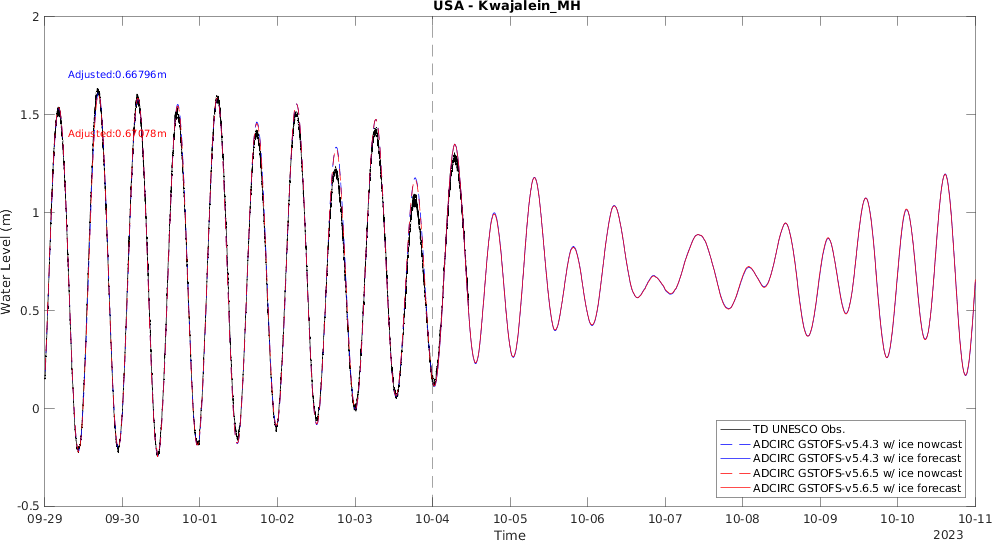 USA - Kwajalein_MH
2
1.5
1
0.5
0
-0.5
Water Level (m)
Adjusted:0.66796m
Adjusted:0.67078m
TD UNESCO Obs.
ADCIRC GSTOFS-v5.4.3 w/ ice nowcast
ADCIRC GSTOFS-v5.4.3 w/ ice forecast
ADCIRC GSTOFS-v5.6.5 w/ ice nowcast
ADCIRC GSTOFS-v5.6.5 w/ ice forecast
09-29 09-30 10-01 10-02 10-03 10-04 10-05 10-06 10-07 10-08 10-09 10-10 10-11
Time
2023